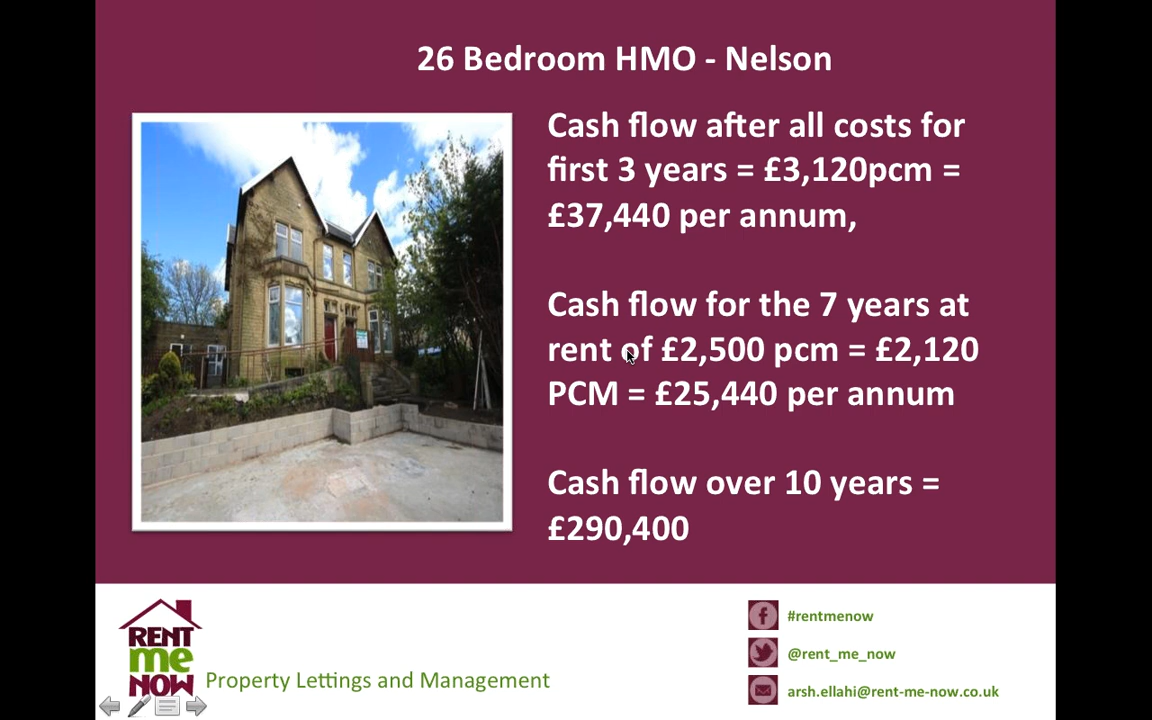 26 Bedroom HMO - Nelson
Cash flow after all costs for
first 3 years = £3,120pcm =
£37,440 per annum,
Cash flow for the 7 years at
rent of £2,500 pcm = £2,120
PCM = £25,440 per annum
Cash flow over 10 years =
£290,400
RENT
me
NOW
Property Lettings and Management
#rentmenow
@rent_me_now
arsh.ellahi@rent-me-now.co.uk